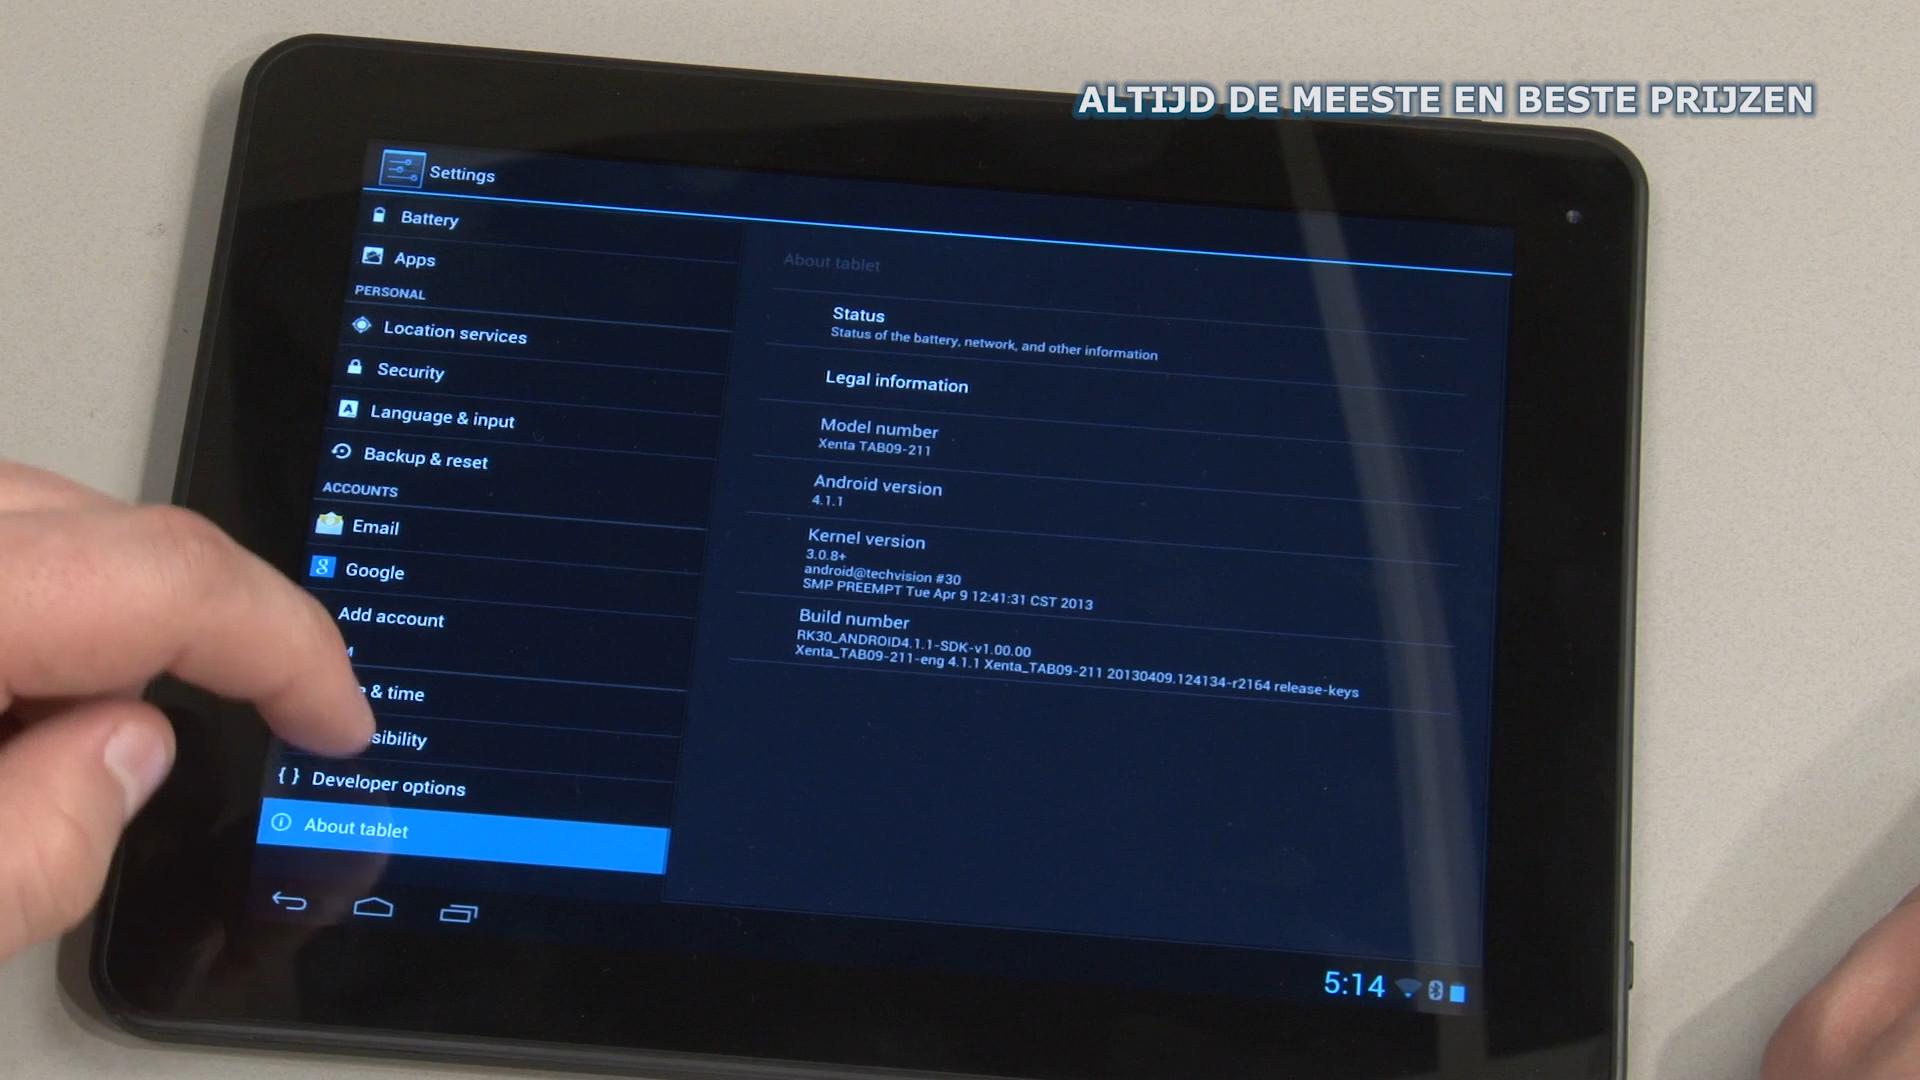 ALTIJD DE MEESTE EN BESTE PRIJZEN
Settings
Battery
Apps
PERSONAL
Location services
Security
Language & input
Backup & reset
ACCOUNTS
Email
Google
Add account
& time
Developer options
About tablet
About tablet
Status
Status of the battery, network, and other information
Legal information
Model number
Xenta TAB09-211
Android version
4.1.1
Kernel version
3.0.8+
android@techvision #30
SMP PREEMPT Tue Apr 9 12:41:31 CST 2013
Build number
RK30_ANDROID4.1.1-SDK-v1.00.00
Xenta_TAB09-211-eng 4.1.1 Xenta_TAB09-211 20130409.124134-r2164 release-keys
5:14